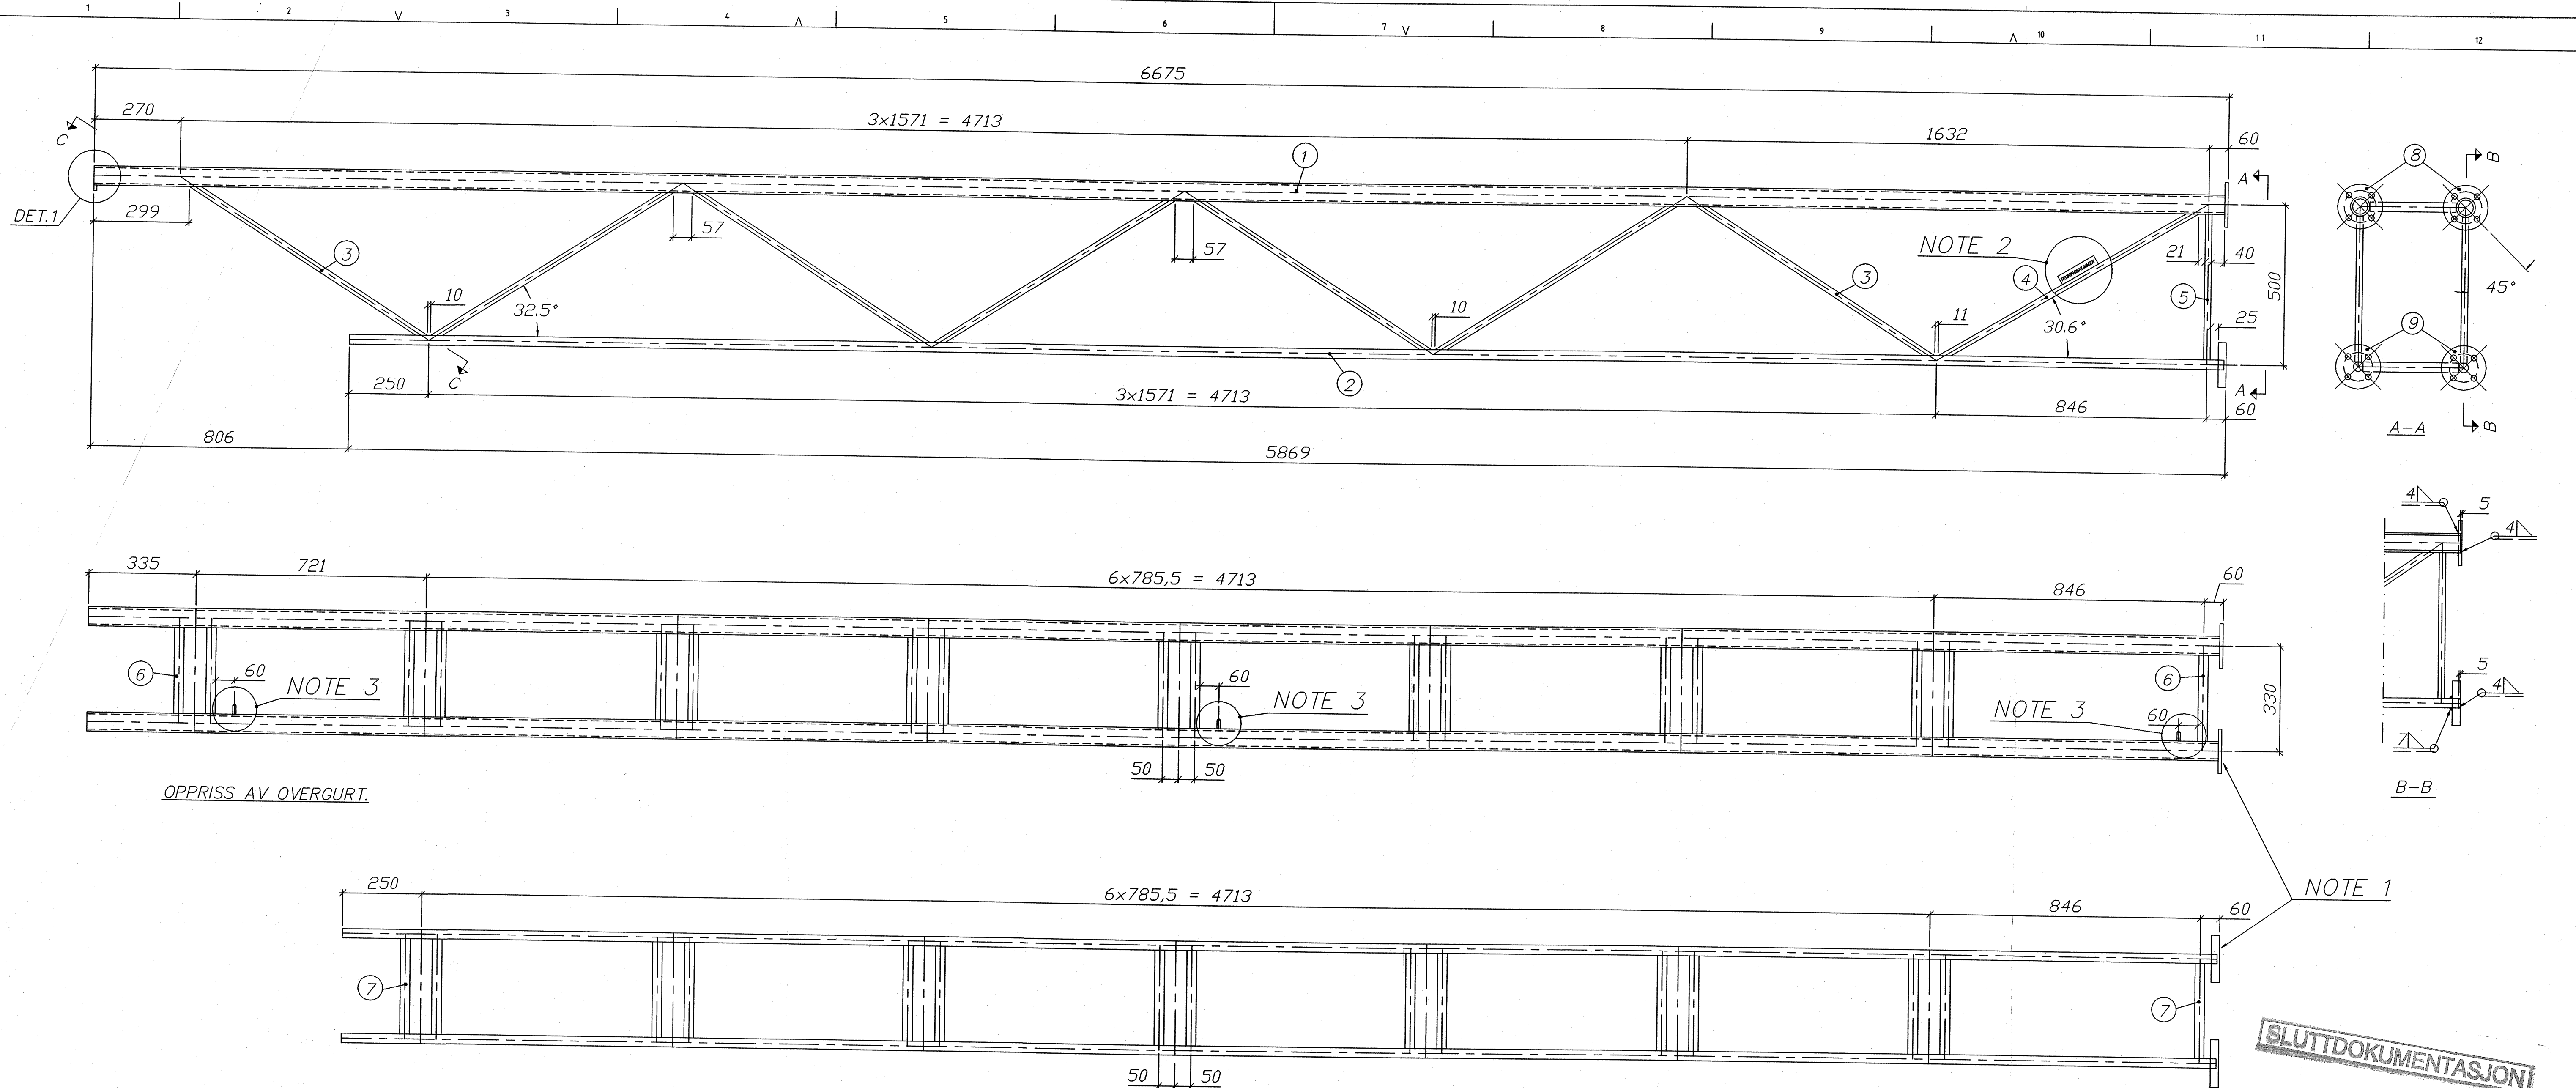 1 2 3 4 5 6 7 8 9 10 11 12
6675
270 3x1571 = 4713 1632 60
C
DET.1
299
1
3
57
57
10
32.5°
10
3
NOTE 2
4
11
30.6°
21
40
5
500
25
A
A
C
250
2
3x1571 = 4713
846
60
806
5869
8
B
45°
9
A-A
B
4
5
4
5
4
7
B-B
335 721 6x785,5 = 4713 846 60
6
60
NOTE 3
60
NOTE 3
6
NOTE 3
60
330
50 50
OPPRISS AV OVERGURT.
NOTE 1
250 6x785,5 = 4713 846 60
7
7
50 50
SLUTTDOKUMENTASJON